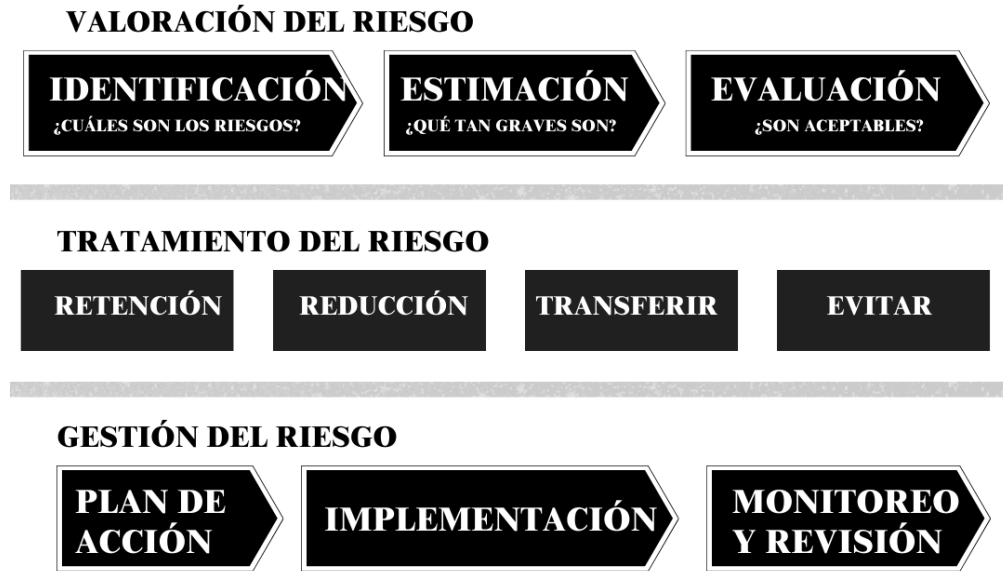 VALORACIÓN DEL RIESGO
IDENTIFICACIÓN
¿CUÁLES SON LOS RIESGOS?
ESTIMACIÓN
¿QUÉ TAN GRAVES SON?
EVALUACIÓN
¿SON ACEPTABLES?
TRATAMIENTO DEL RIESGO
RETENCIÓN
REDUCCIÓN
TRANSFERIR
EVITAR
GESTIÓN DEL RIESGO
PLAN DE
ACCIÓN
IMPLEMENTACIÓN
MONITOREO
Y REVISIÓN